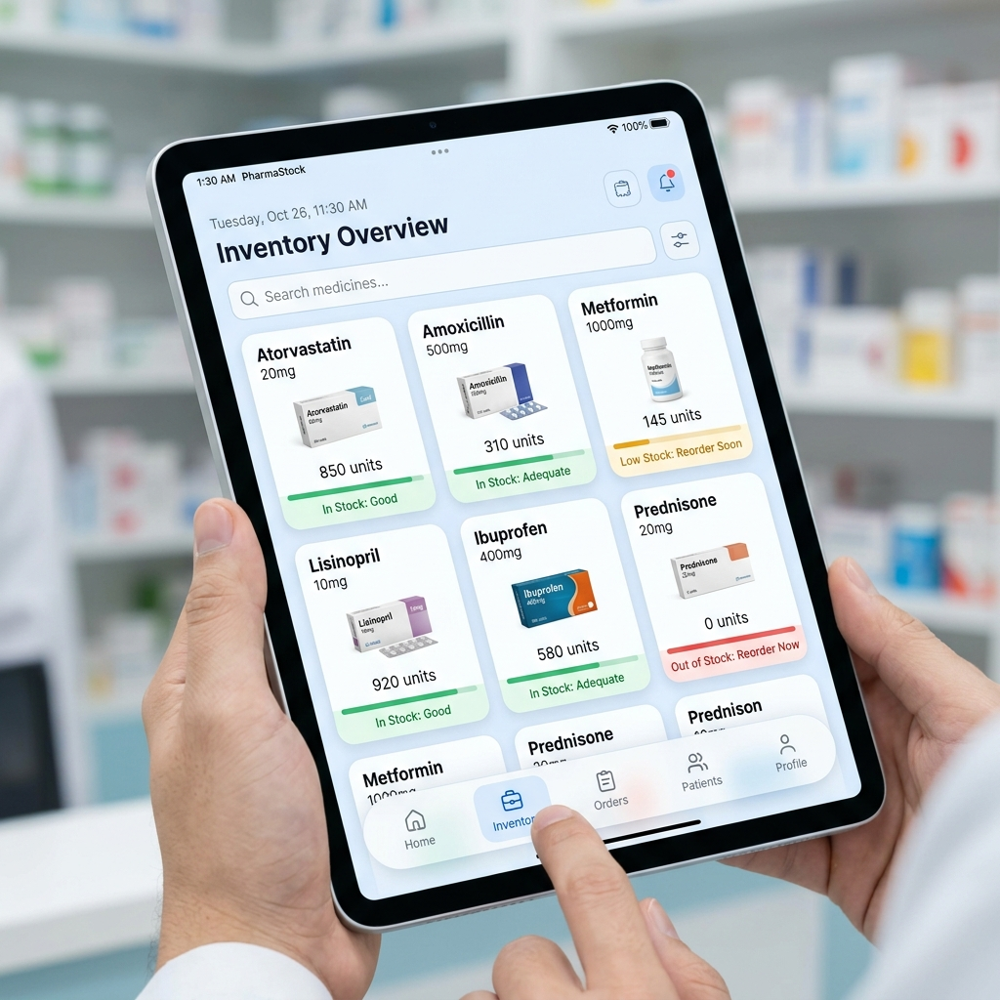 1:30 AM PharmaStock
100%
Tuesday, Oct 26, 11:30 AM
Inventory Overview
Search medicines...
Atorvastatin
20mg
Atorvastatin
850 units
In Stock: Good
Amoxicillin
500mg
Amoxicillin
310 units
In Stock: Adequate
Metformin
1000mg
145 units
Low Stock: Reorder Soon
Lisinopril
10mg
Lisinopril
920 units
In Stock: Good
Ibuprofen
400mg
Ibuprofen
400mg
580 units
In Stock: Adequate
Prednisone
20mg
Prednisone
0 units
Out of Stock: Reorder Now
Metformin
1000mg
Prednisone
20mg
Prednison
Home
Inventor
Orders
Patients
Profile